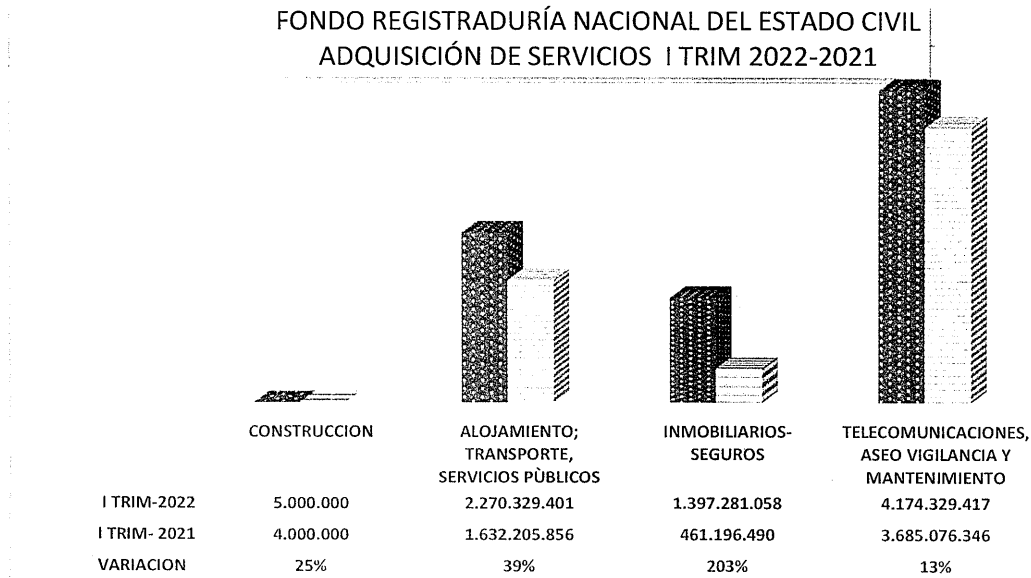 FONDO REGISTRADURÍA NACIONAL DEL ESTADO CIVIL
ADQUISICIÓN DE SERVICIOS I TRIM 2022-2021
CONSTRUCCION ALOJAMIENTO; INMOBILIARIOS- TELECOMUNICACIONES,
TRANSPORTE, SEGUROS ASEO VIGILANCIA Y
SERVICIOS PÙBLICOS MANTENIMIENTO
I TRIM-2022 5.000.000 2.270.329.401 1.397.281.058 4.174.329.417
I TRIM- 2021 4.000.000 1.632.205.856 461.196.490 3.685.076.346
VARIACION 25% 39% 203% 13%